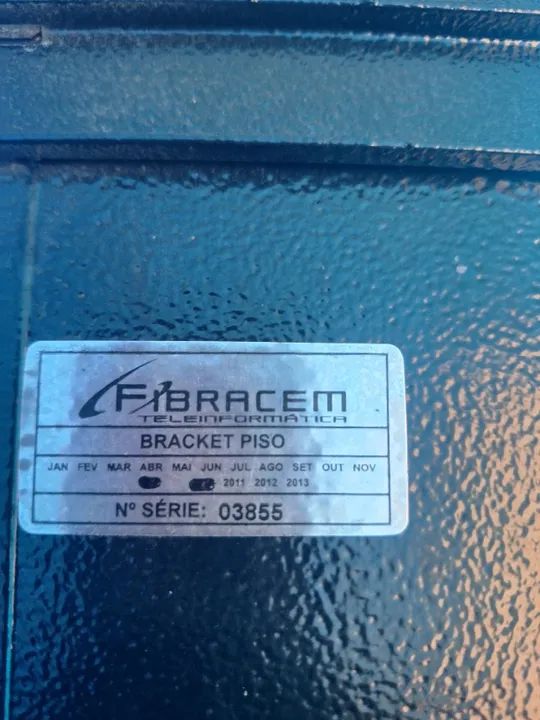 FIBRACEM
TELEINFORMÁTICA
BRACKET PISO
JAN FEV MAR ABR MAI JUN JUL AGO SET OUT NOV
2011 2012 2013
Nº SÉRIE: 03855